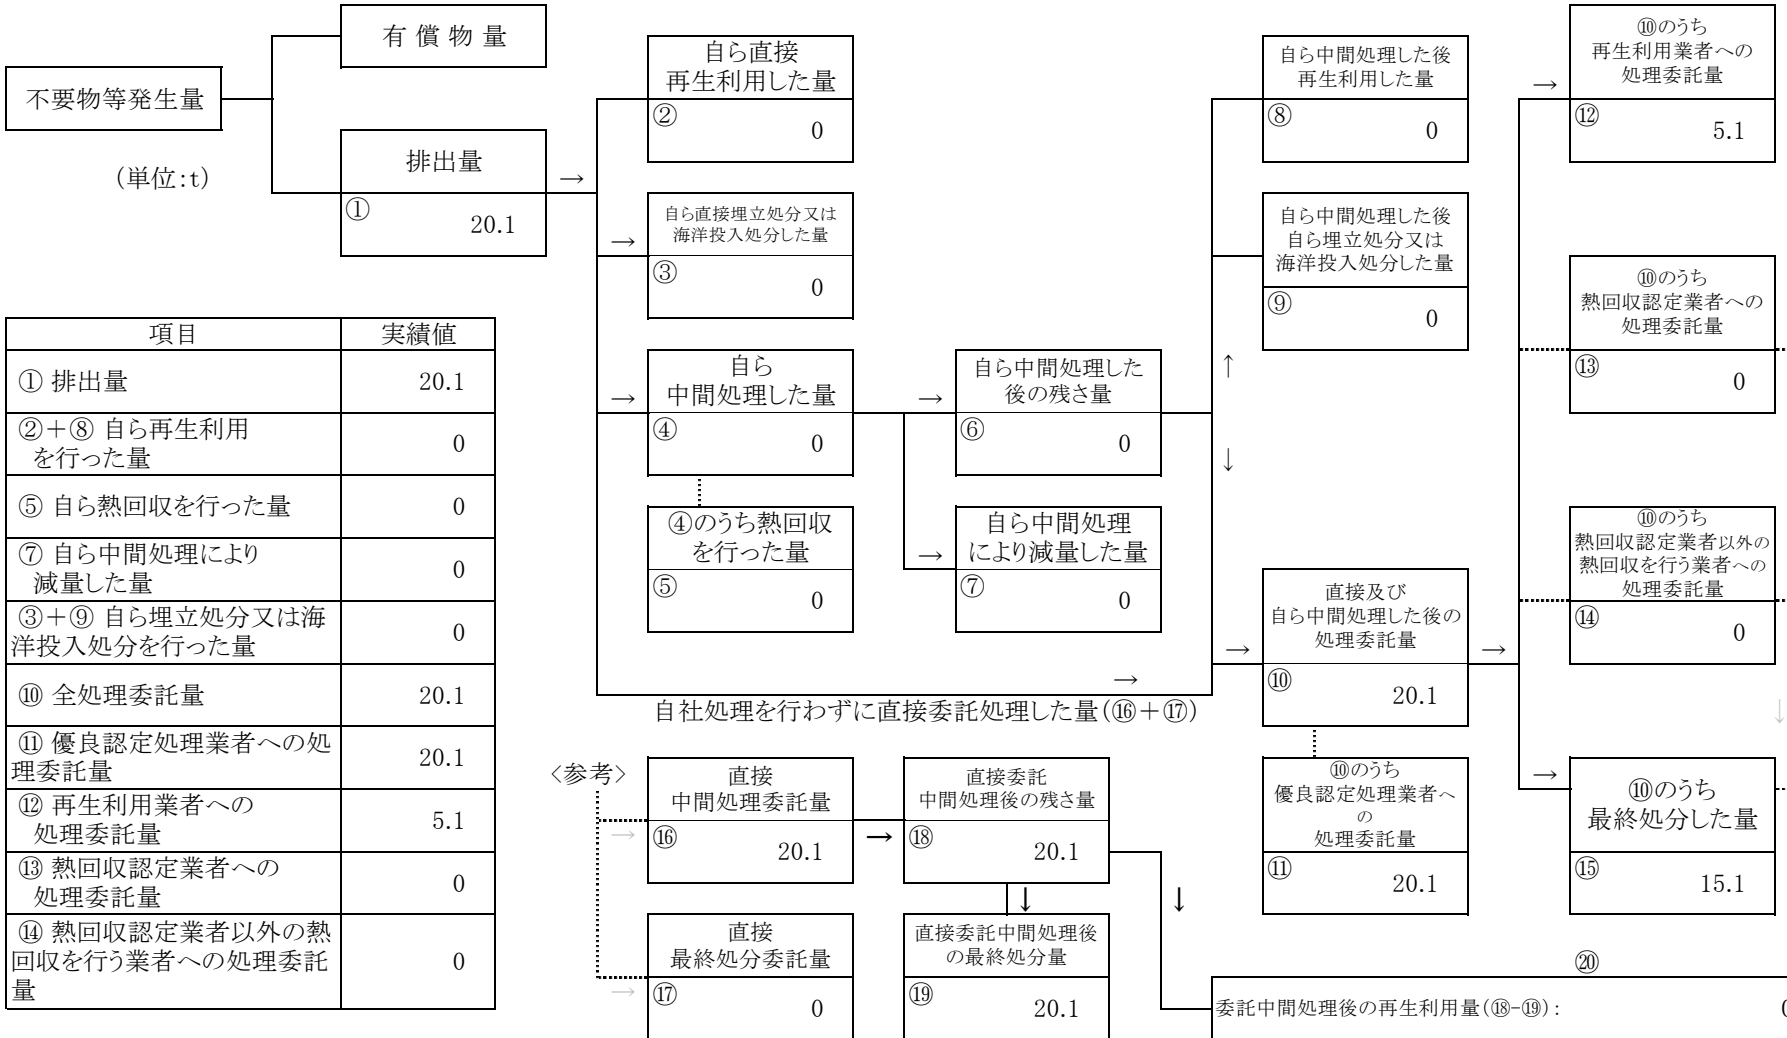 不要物等発生量
(単位:t)
有 償 物 量
排出量
①
20.1
→
自ら直接
再生利用した量
②
0
→
自ら直接埋立処分又は
海洋投入処分した量
③
0
→
自ら
中間処理した量
④
0
④のうち熱回収
を行った量
⑤
0
→
自ら中間処理した
後の残さ量
⑥
0
→
自ら中間処理
により減量した量
⑦
0
→
自社処理を行わずに直接委託処理した量(⑯+⑰)
↑
↓
自ら中間処理した後
再生利用した量
⑧
0
自ら中間処理した後
自ら埋立処分又は
海洋投入処分した量
⑨
0
→
直接及び
自ら中間処理した後の
処理委託量
⑩
20.1
⑩のうち
優良認定処理業者へ
の
処理委託量
⑪
20.1
→
→
⑩のうち
再生利用業者への
処理委託量
⑫
5.1
⑩のうち
熱回収認定業者への
処理委託量
⑬
0
⑩のうち
熱回収認定業者以外の
熱回収を行う業者への
処理委託量
⑭
0
↓
→
⑩のうち
最終処分した量
⑮
15.1
項目 実績値
① 排出量 20.1
②+⑧ 自ら再生利用
を行った量 0
⑤ 自ら熱回収を行った量 0
⑦ 自ら中間処理により
減量した量 0
③+⑨ 自ら埋立処分又は海
洋投入処分を行った量 0
⑩ 全処理委託量 20.1
⑪ 優良認定処理業者への処
理委託量 20.1
⑫ 再生利用業者への
処理委託量 5.1
⑬ 熱回収認定業者への
処理委託量 0
⑭ 熱回収認定業者以外の熱
回収を行う業者への処理委託
量 0
〈参考〉
→
直接
中間処理委託量
⑯
20.1
→
直接委託
中間処理後の残さ量
⑱
20.1
↓
↓
→
直接
最終処分委託量
⑰
0
直接委託中間処理後
の最終処分量
⑲
20.1
⑳
委託中間処理後の再生利用量(⑱-⑲): 0